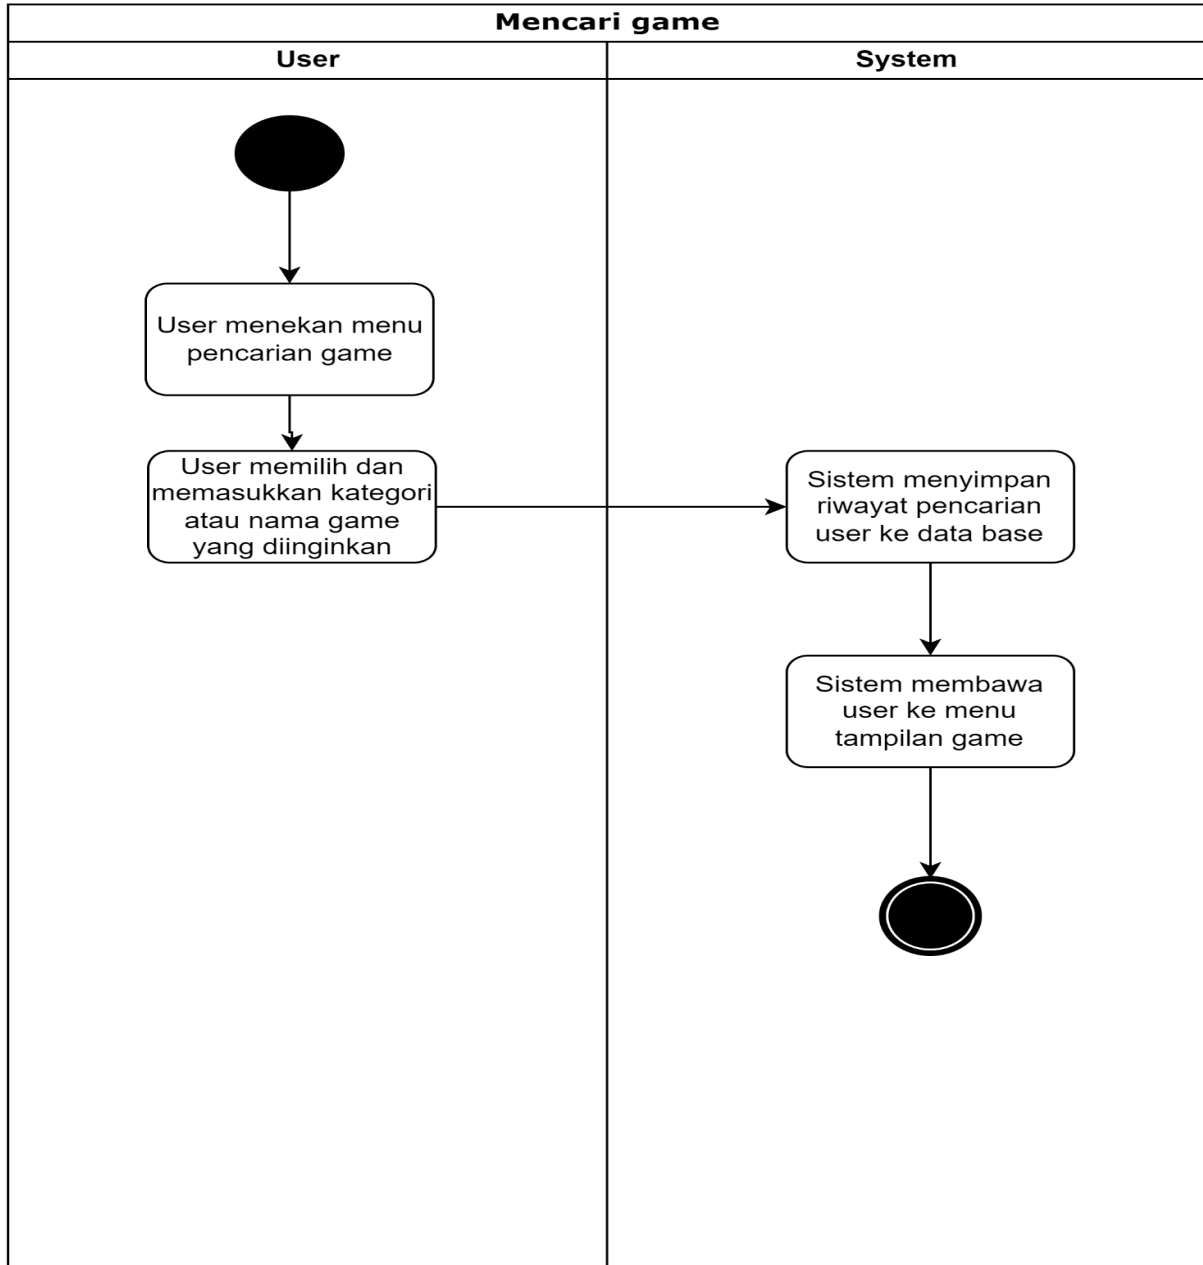 Mencari game
User
System
User menekan menu
pencarian game
User memilih dan
memasukkan kategori
atau nama game
yang diinginkan
Sistem menyimpan
riwayat pencarian
user ke data base
Sistem membawa
user ke menu
tampilan game